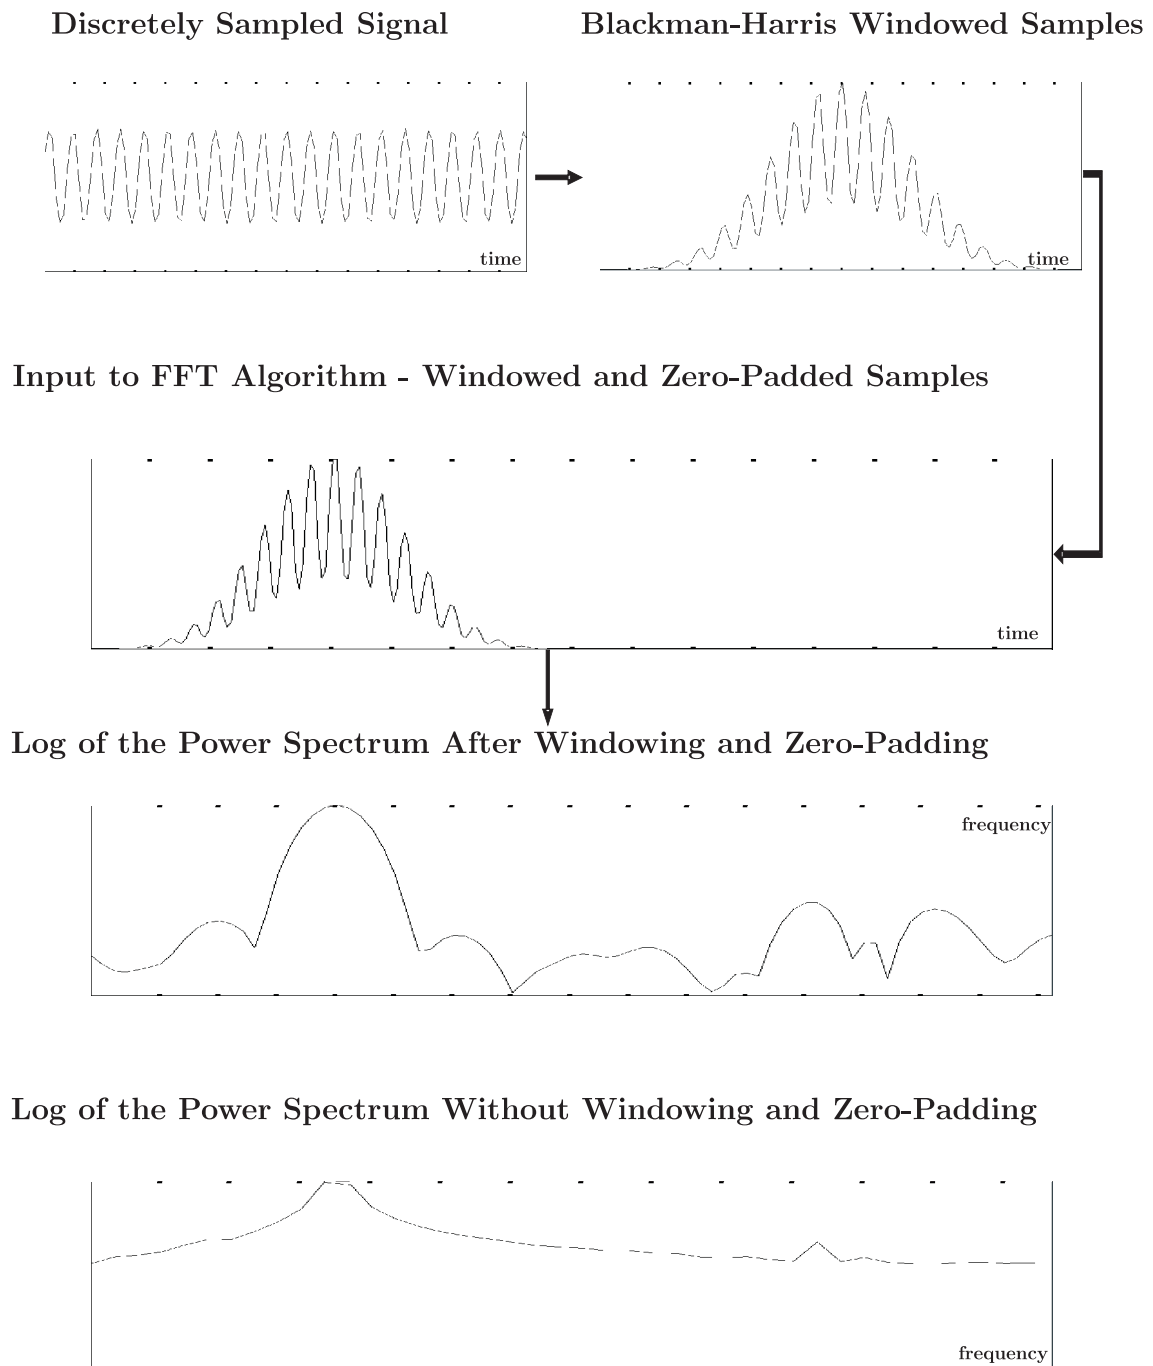 Discretely Sampled Signal
Blackman-Harris Windowed Samples
time
time
Input to FFT Algorithm - Windowed and Zero-Padded Samples
time
Log of the Power Spectrum After Windowing and Zero-Padding
frequency
Log of the Power Spectrum Without Windowing and Zero-Padding
frequency